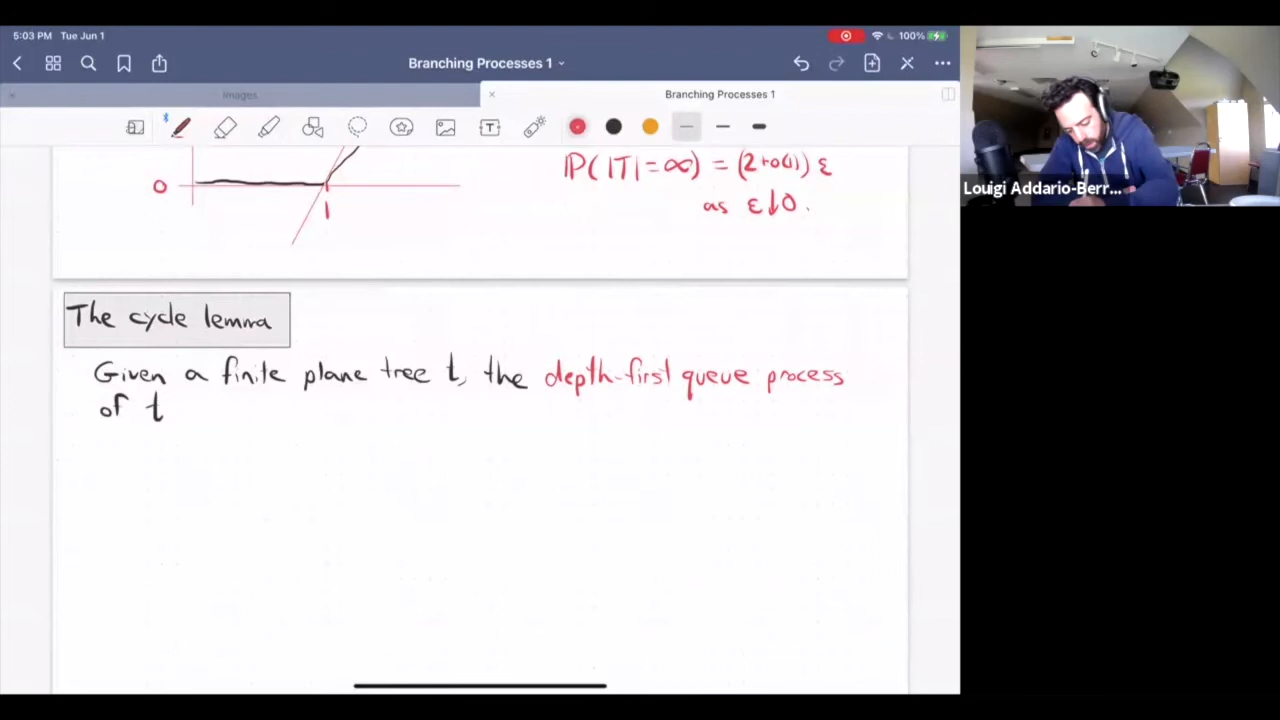 5:03 PM Tue Jun 1
100%
Branching Processes 1
Images
Branching Processes 1
0
1
IP( |T| = ∞) = (2+o(1)) ε
as ε↓0.
Louigi Addario-Berr...
The cycle lemma
Given a finite plane tree t, the depth-first queue process
of t